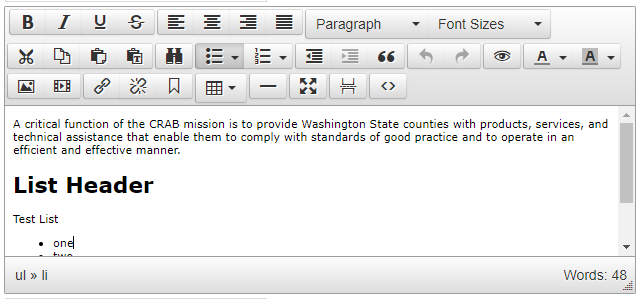 B I U S Paragraph Font Sizes
A A
A critical function of the CRAB mission is to provide Washington State counties with products, services, and
technical assistance that enable them to comply with standards of good practice and to operate in an
efficient and effective manner.
List Header
Test List
• one
• two
ul » li Words: 48